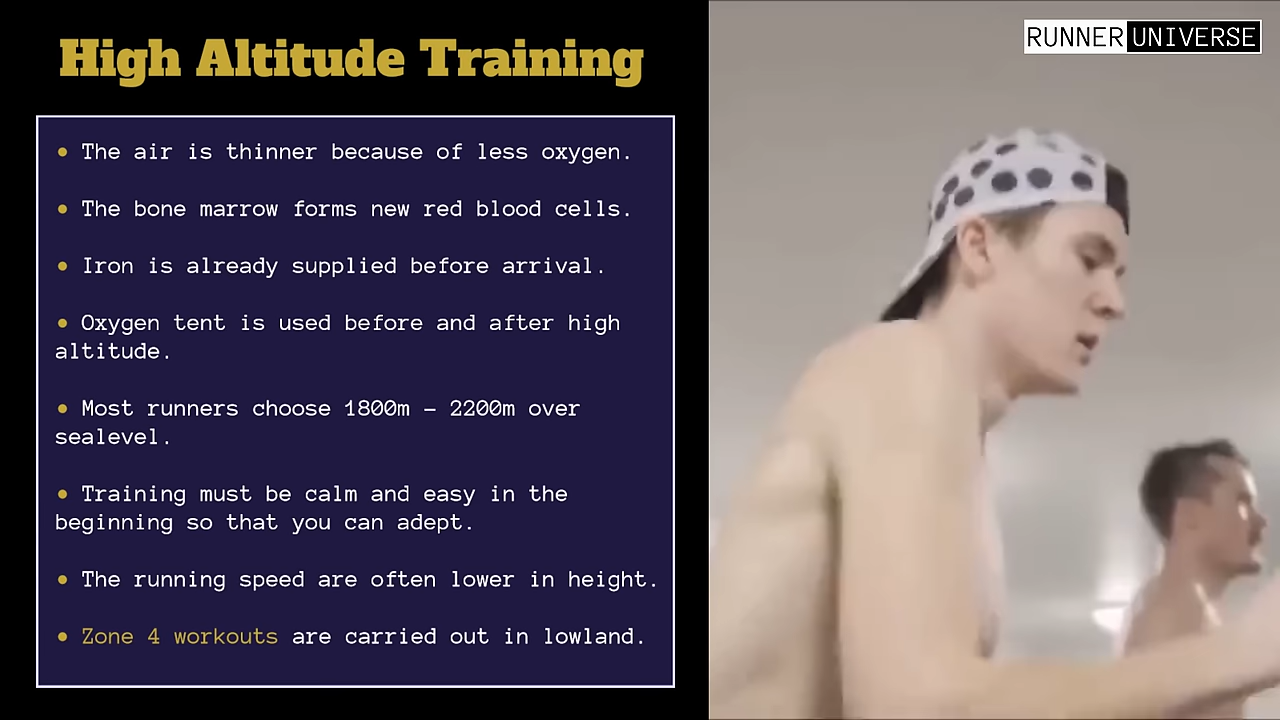 High Altitude Training
RUNNER UNIVERSE
• The air is thinner because of less oxygen.
• The bone marrow forms new red blood cells.
• Iron is already supplied before arrival.
• Oxygen tent is used before and after high
altitude.
• Most runners choose 1800m - 2200m over
sealevel.
• Training must be calm and easy in the
beginning so that you can adept.
• The running speed are often lower in height.
• Zone 4 workouts are carried out in lowland.